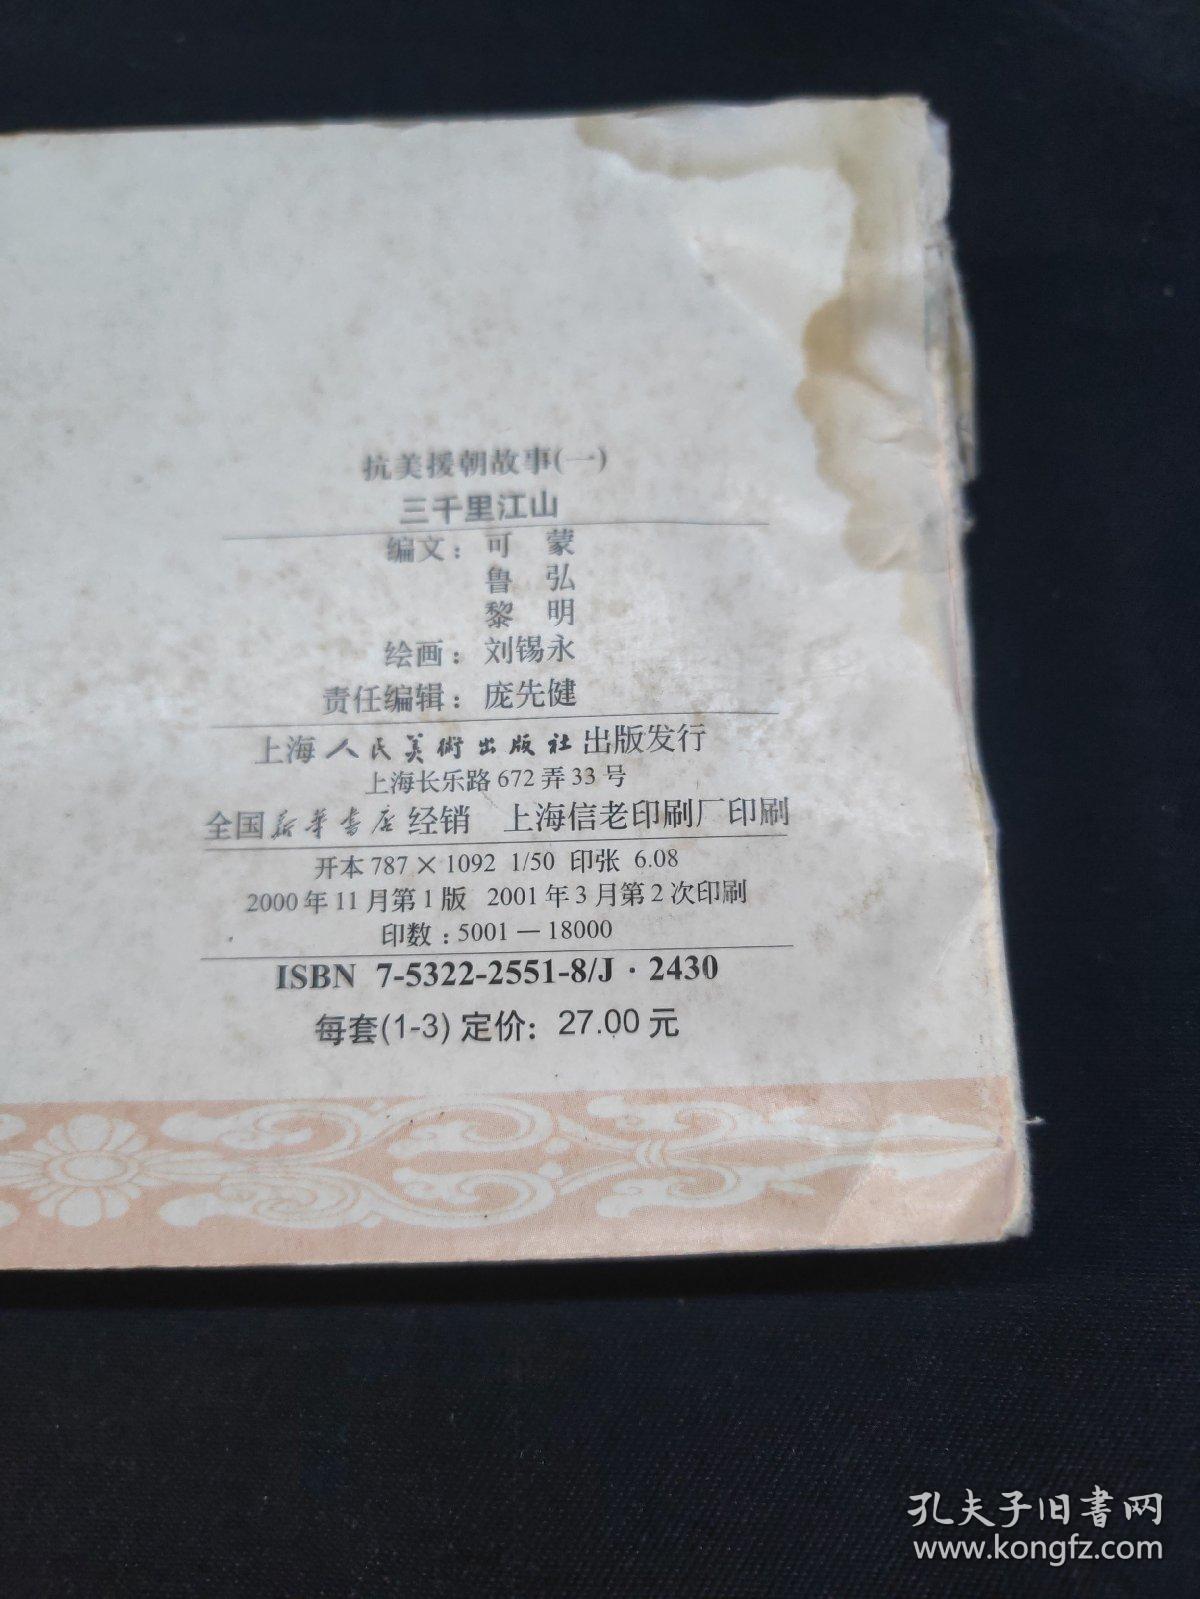 抗美援朝故事(一)
三千里江山
编文：可　蒙
鲁　弘
黎　明
绘画：刘锡永
责任编辑：庞先健
上海人民美術出版社出版发行
上海长乐路672弄33号
全国新华書店经销　上海信老印刷厂印刷
开本 787×1092 1/50 印张 6.08
2000年11月第1版 2001年3月第2次印刷
印数：5001—18000
ISBN 7-5322-2551-8/J·2430
每套(1-3) 定价：27.00元
孔夫子旧書网
www.kongfz.com